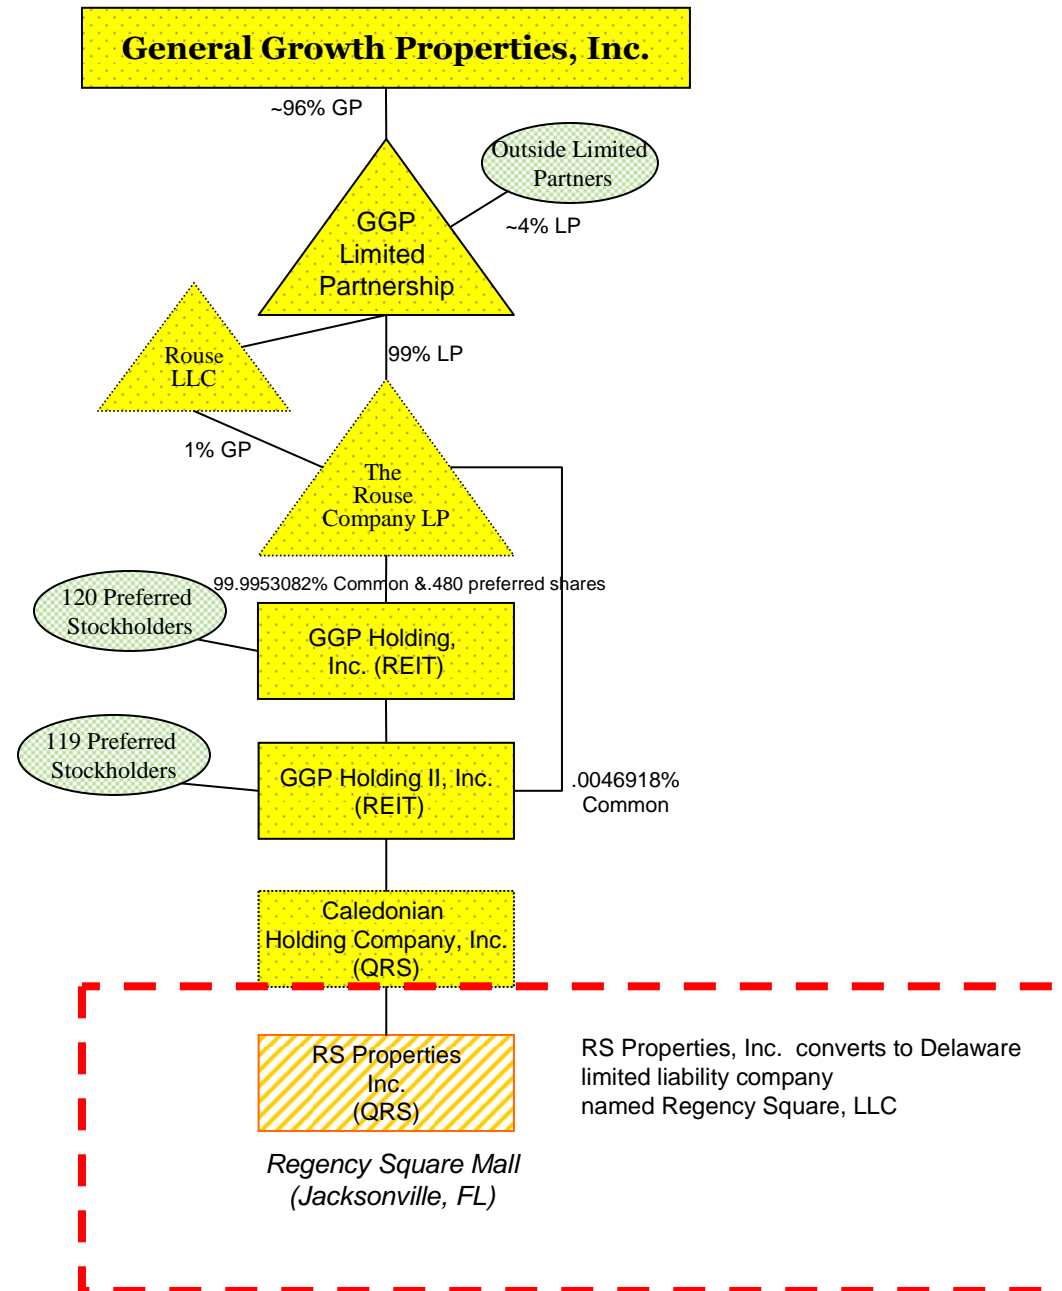 General Growth Properties, Inc.
~96% GP
Outside Limited
Partners
GGP
Limited
Partnership
~4% LP
Rouse
LLC
99% LP
1% GP
The
Rouse
Company LP
99.9953082% Common &.480 preferred shares
120 Preferred
Stockholders
GGP Holding,
Inc. (REIT)
119 Preferred
Stockholders
GGP Holding II, Inc.
(REIT)
.0046918%
Common
Caledonian
Holding Company, Inc.
(QRS)
RS Properties
Inc.
(QRS)
RS Properties, Inc.  converts to Delaware
limited liability company
named Regency Square, LLC
Regency Square Mall
(Jacksonville, FL)